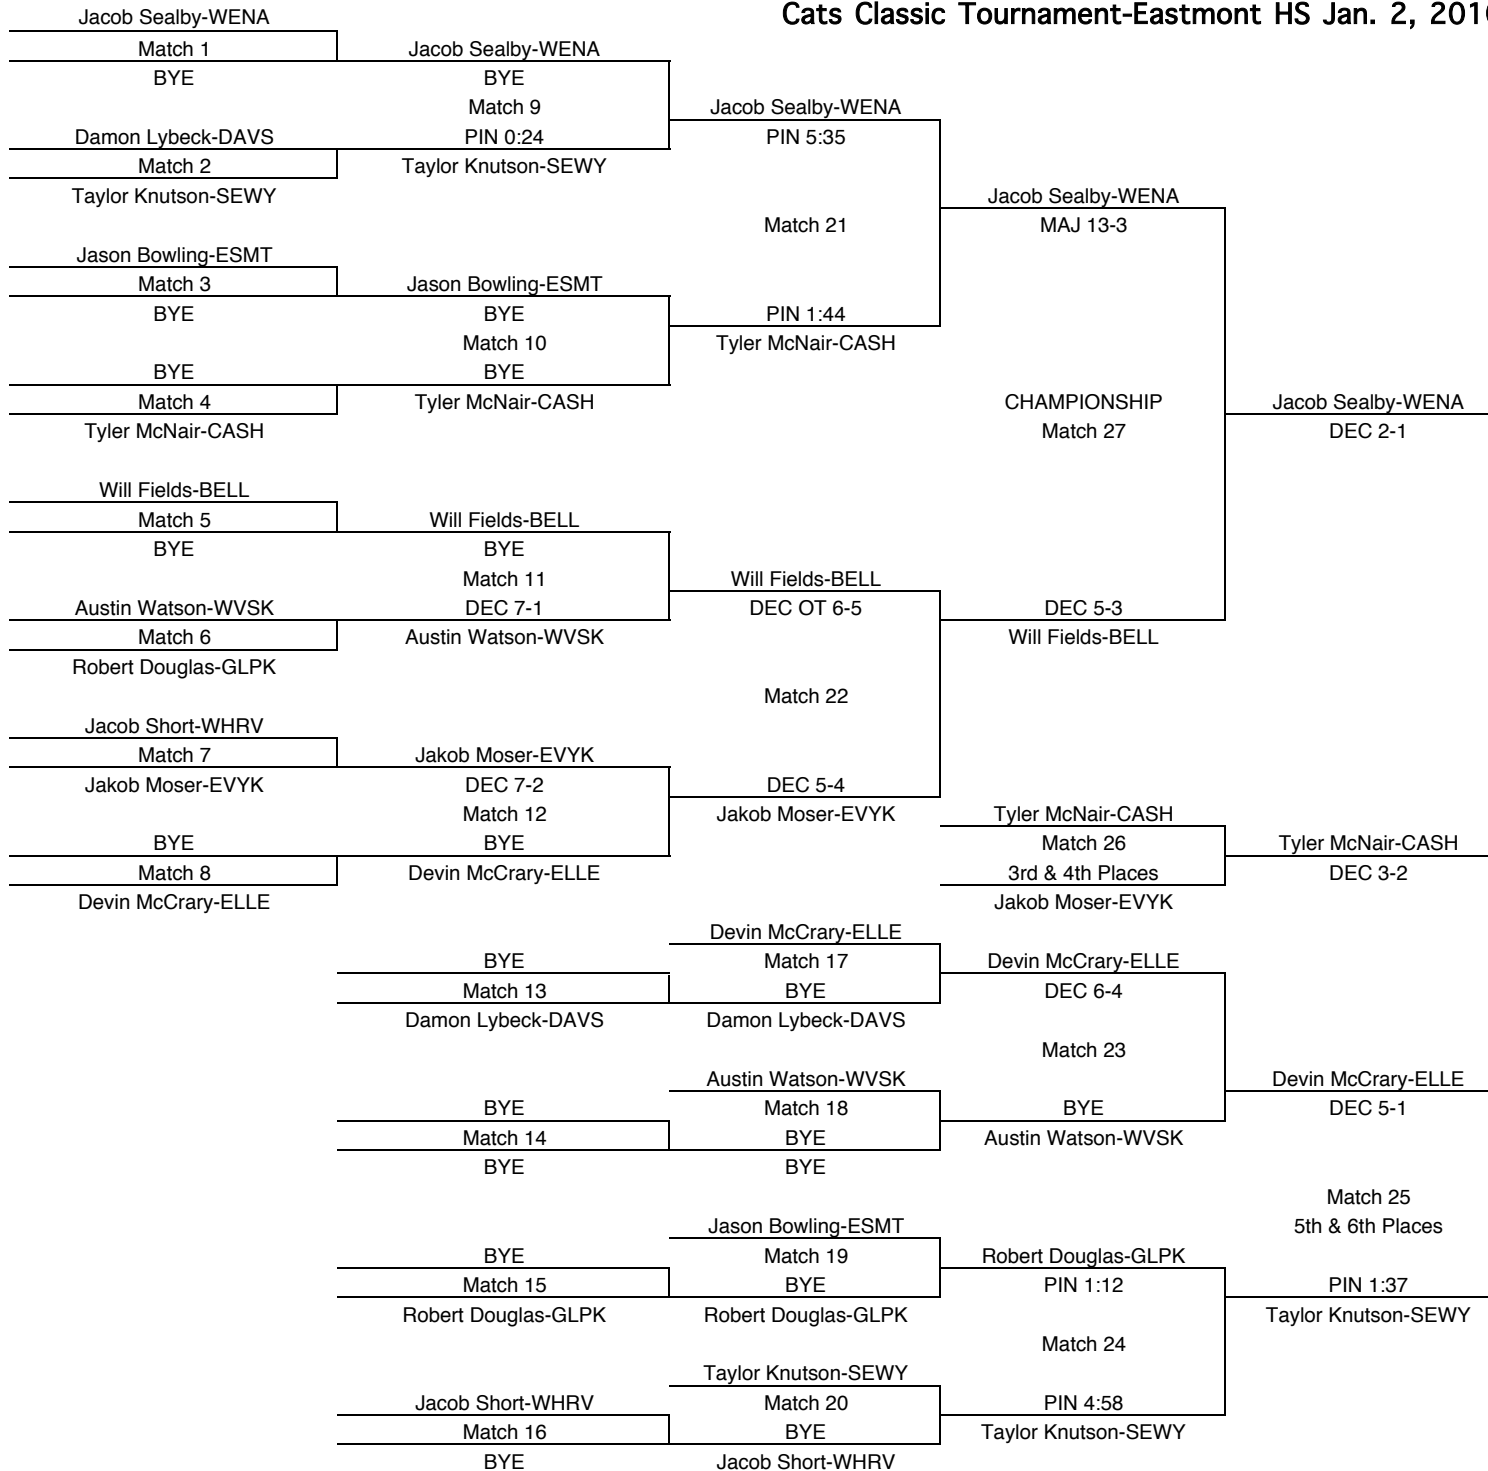 Cats Classic Tournament-Eastmont HS Jan. 2, 201
Jacob Sealby-WENA
Match 1
BYE
Damon Lybeck-DAVS
Match 2
Taylor Knutson-SEWY
Jason Bowling-ESMT
Match 3
BYE
BYE
Match 4
Tyler McNair-CASH
Will Fields-BELL
Match 5
BYE
Austin Watson-WVSK
Match 6
Robert Douglas-GLPK
Jacob Short-WHRV
Match 7
Jakob Moser-EVYK
BYE
Match 8
Devin McCrary-ELLE
Jacob Sealby-WENA
BYE
Match 9
PIN 0:24
Taylor Knutson-SEWY
Jason Bowling-ESMT
BYE
Match 10
BYE
Tyler McNair-CASH
Will Fields-BELL
BYE
Match 11
DEC 7-1
Austin Watson-WVSK
Jakob Moser-EVYK
DEC 7-2
Match 12
BYE
Devin McCrary-ELLE
Jacob Sealby-WENA
PIN 5:35
Match 21
PIN 1:44
Tyler McNair-CASH
Will Fields-BELL
DEC OT 6-5
Match 22
DEC 5-4
Jakob Moser-EVYK
Jacob Sealby-WENA
MAJ 13-3
CHAMPIONSHIP
Match 27
DEC 5-3
Will Fields-BELL
Jacob Sealby-WENA
DEC 2-1
Tyler McNair-CASH
Match 26
3rd & 4th Places
Jakob Moser-EVYK
Tyler McNair-CASH
DEC 3-2
BYE
Match 13
Damon Lybeck-DAVS
BYE
Match 14
BYE
BYE
Match 15
Robert Douglas-GLPK
Jacob Short-WHRV
Match 16
BYE
Devin McCrary-ELLE
Match 17
BYE
Damon Lybeck-DAVS
Austin Watson-WVSK
Match 18
BYE
BYE
Jason Bowling-ESMT
Match 19
BYE
Robert Douglas-GLPK
Taylor Knutson-SEWY
Match 20
BYE
Jacob Short-WHRV
Devin McCrary-ELLE
DEC 6-4
Match 23
BYE
Austin Watson-WVSK
Robert Douglas-GLPK
PIN 1:12
Match 24
PIN 4:58
Taylor Knutson-SEWY
Devin McCrary-ELLE
DEC 5-1
Match 25
5th & 6th Places
PIN 1:37
Taylor Knutson-SEWY